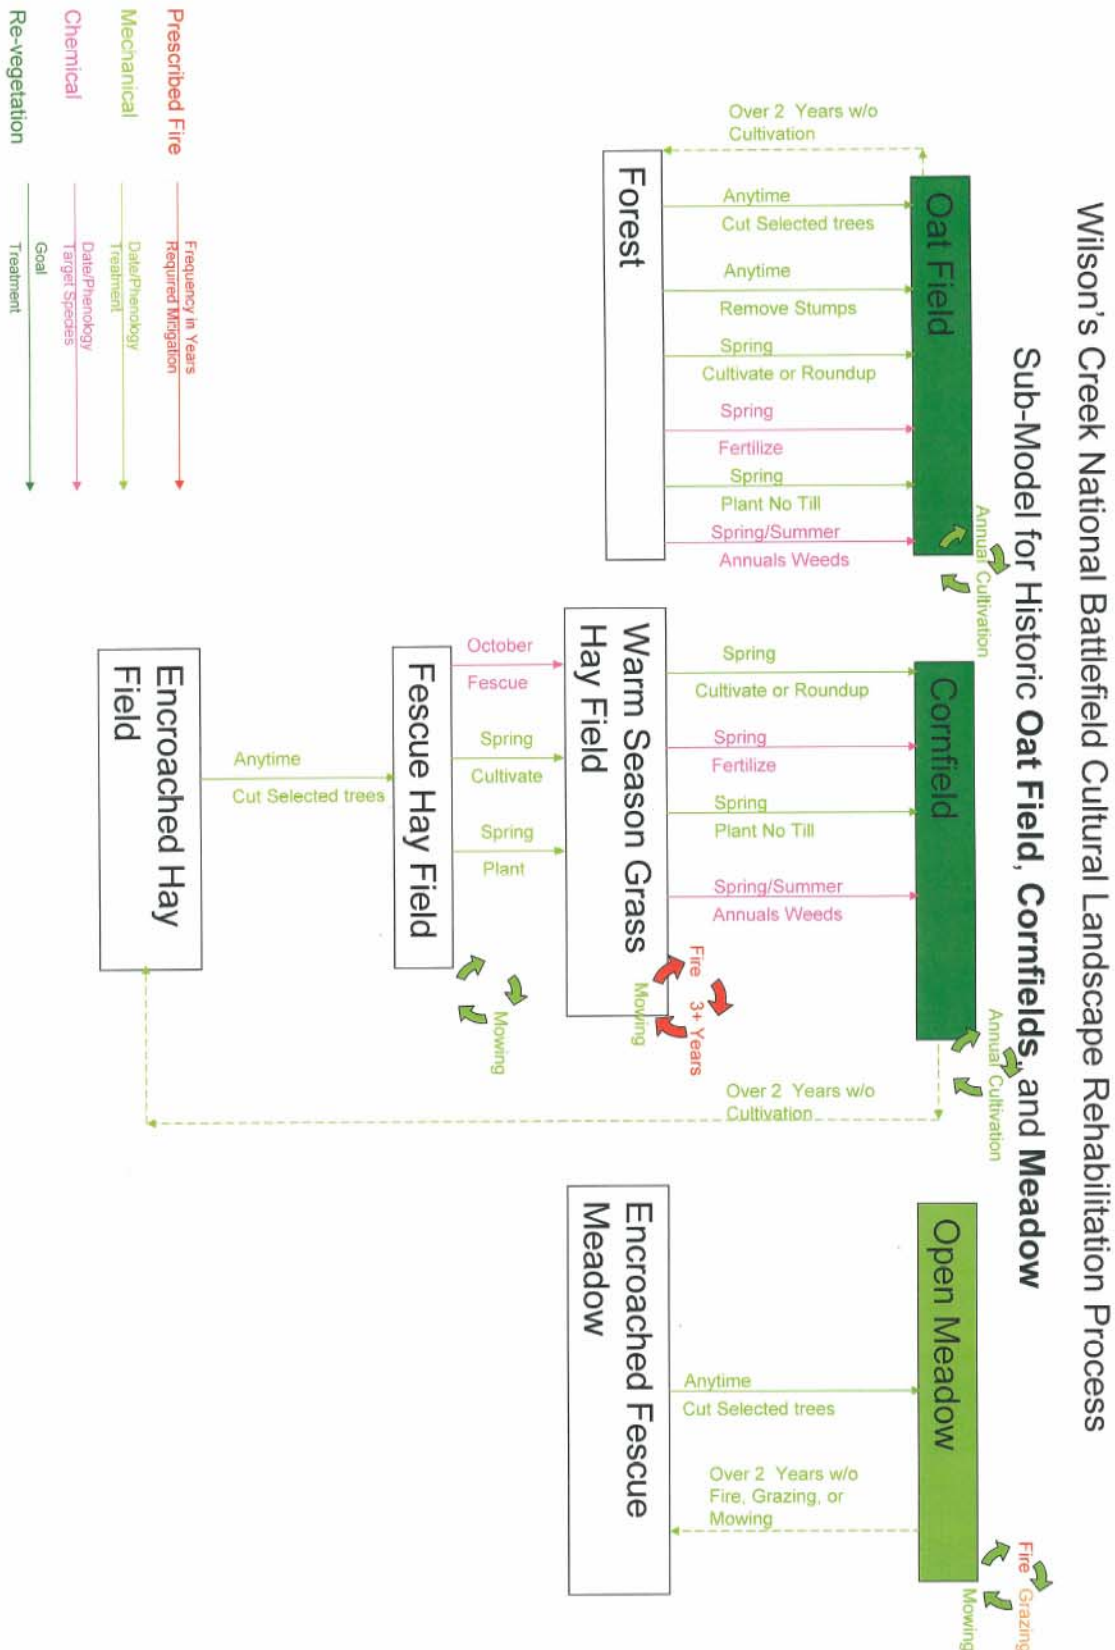 Wilson's Creek National Battlefield Cultural Landscape Rehabilitation Process
Sub-Model for Historic Oat Field, Cornfields, and Meadow
Over 2 Years w/o
Cultivation
Oat Field
Annual Cultivation
Anytime
Cut Selected trees
Anytime
Remove Stumps
Spring
Cultivate or Roundup
Spring
Fertilize
Spring
Plant No Till
Spring/Summer
Annuals Weeds
Forest
Cornfield
Annual Cultivation
Spring
Cultivate or Roundup
Spring
Fertilize
Spring
Plant No Till
Spring/Summer
Annuals Weeds
Over 2 Years w/o
Cultivation
Warm Season Grass
Hay Field
Fire 3+ Years
Mowing
October
Fescue
Spring
Cultivate
Spring
Plant
Fescue Hay Field
Mowing
Anytime
Cut Selected trees
Encroached Hay
Field
Open Meadow
Fire Grazing
Mowing
Anytime
Cut Selected trees
Over 2 Years w/o
Fire, Grazing, or
Mowing
Encroached Fescue
Meadow
Prescribed Fire
Frequency in Years
Required Mitigation
Mechanical
Date/Phenology
Treatment
Chemical
Date/Phenology
Target Species
Re-vegetation
Goal
Treatment